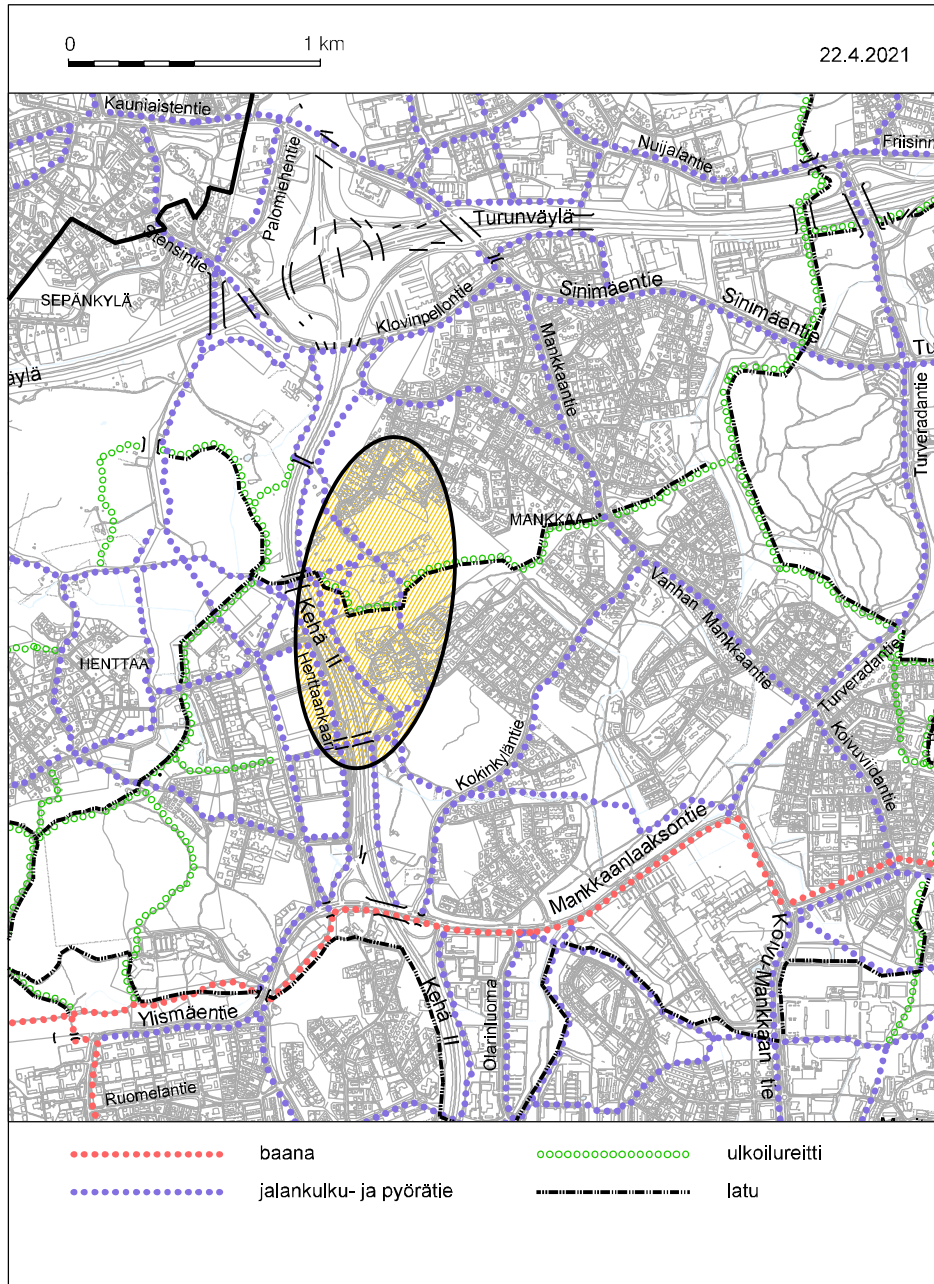 0
1 km
22.4.2021
Kauniaistentie
Nuijalantie
Friisinn
Palomiehentie
Turunväylä
SEPÄNKYLÄ
Klovinpellontie
Sinimäentie
Sinimäentie
Tu
äylä
Mankkaantie
Turveradantie
MANKKAA
Kehä II
Vanhan Mankkaantie
HENTTAA
Henttaankaari
Turveradantie
Kokinkyläntie
Koivuviidantie
Mankkaanlaaksontie
Koivu-Mankkaan tie
Ylismäentie
Kehä II
Olarinluoma
Ruomelantie
baana
ulkoilureitti
jalankulku- ja pyörätie
latu